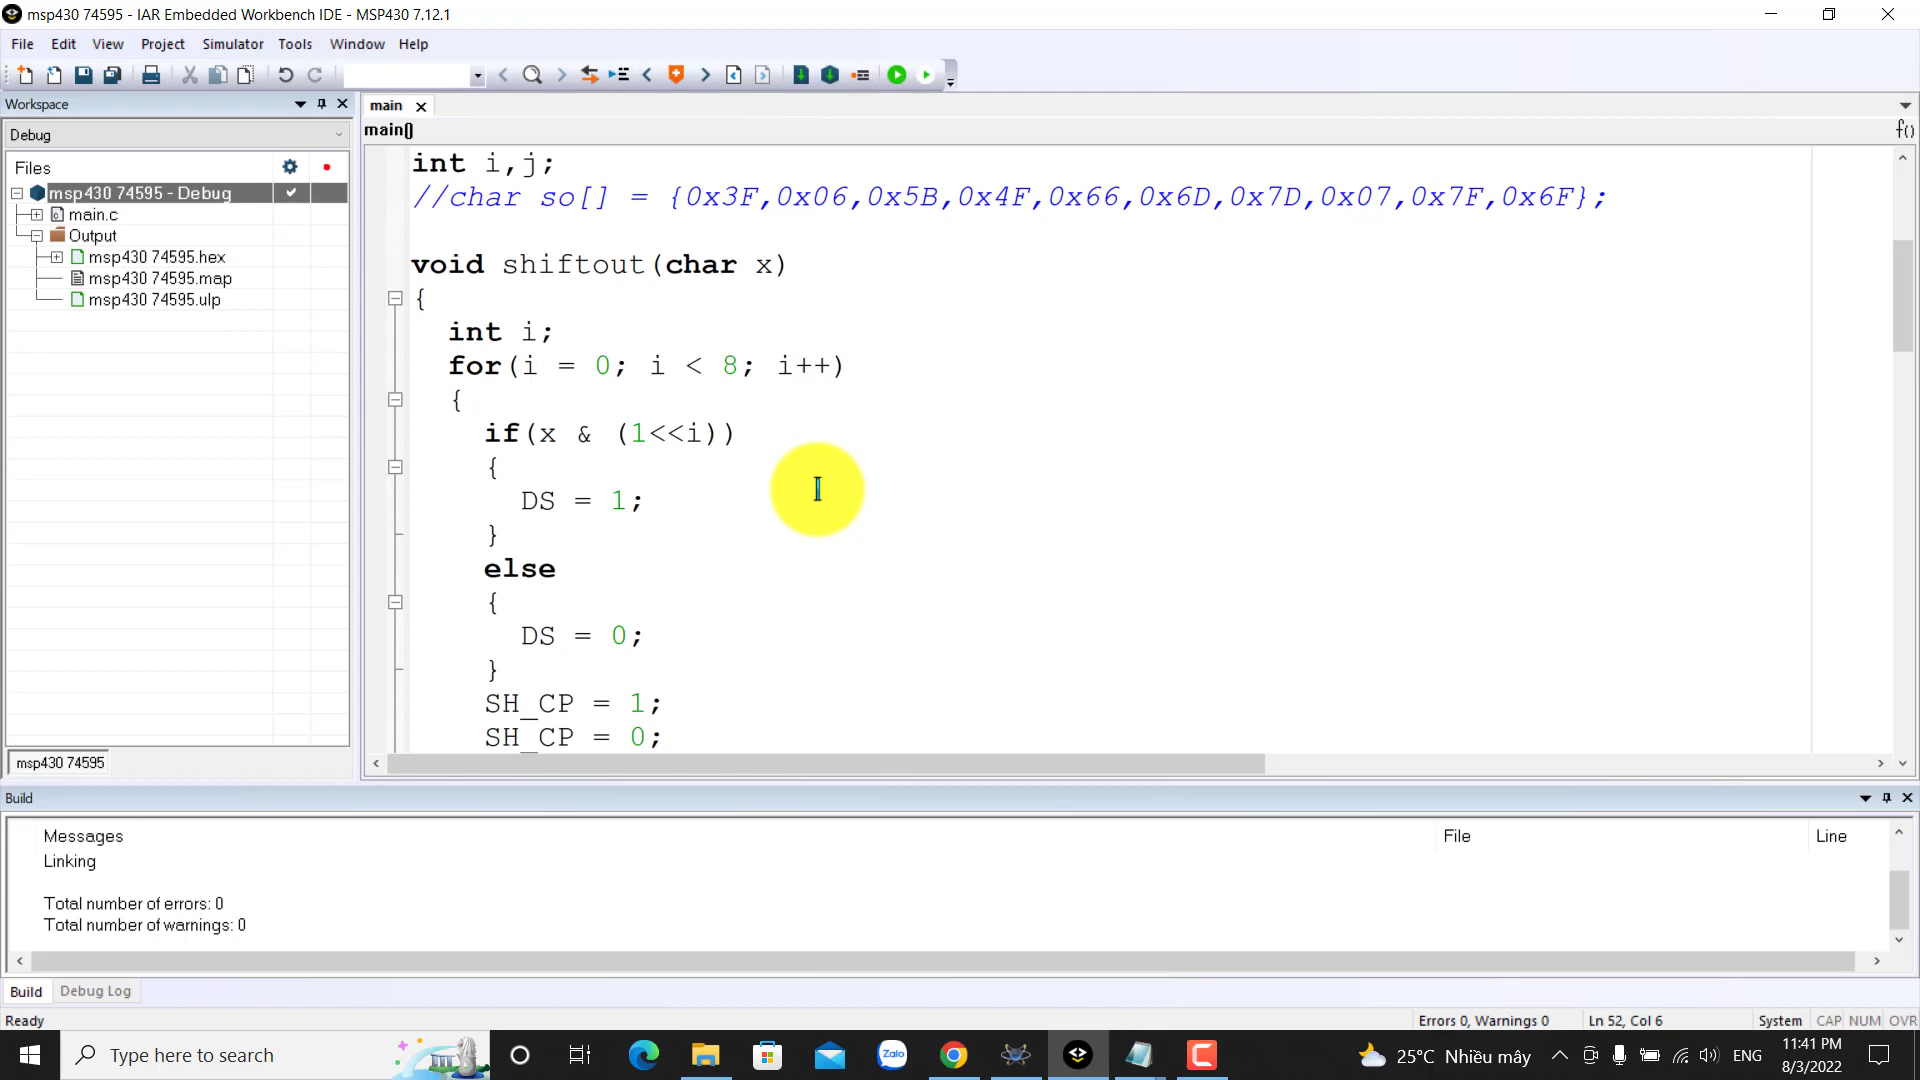 msp430 74595 - IAR Embedded Workbench IDE - MSP430 7.12.1
File Edit View Project Simulator Tools Window Help
Workspace
main
main()
Debug
Files
msp430 74595 - Debug
main.c
Output
msp430 74595.hex
msp430 74595.map
msp430 74595.ulp
msp430 74595
int i,j;
//char so[] = {0x3F,0x06,0x5B,0x4F,0x66,0x6D,0x7D,0x07,0x7F,0x6F};
void shiftout(char x)
{
int i;
for(i = 0; i < 8; i++)
{
if(x & (1<<i))
{
DS = 1;
}
else
{
DS = 0;
}
SH_CP = 1;
SH_CP = 0;
Build
Messages File Line
Linking
Total number of errors: 0
Total number of warnings: 0
Build Debug Log
Ready Errors 0, Warnings 0 Ln 52, Col 6 System CAP NUM OVR
Type here to search
Zalo
25°C Nhiều mây
ENG
11:41 PM
8/3/2022